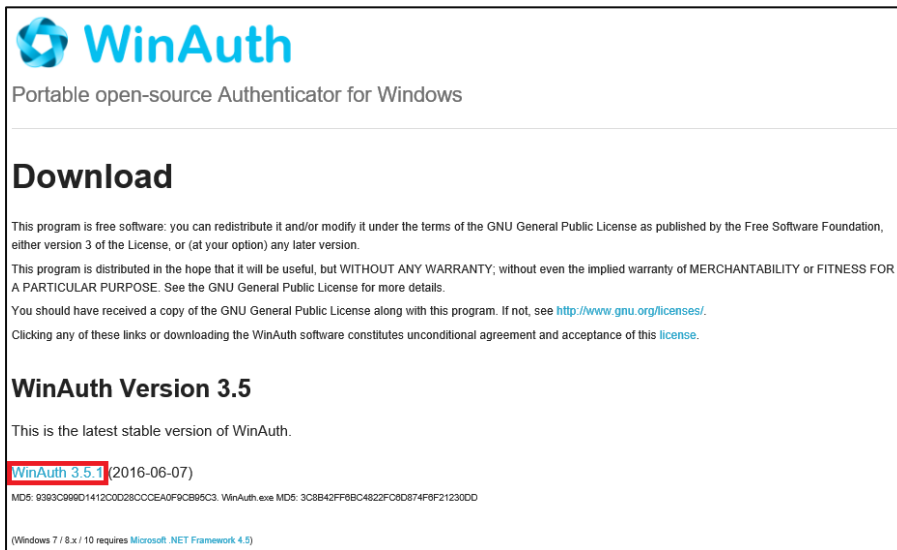 WinAuth
Portable open-source Authenticator for Windows
Download
This program is free software: you can redistribute it and/or modify it under the terms of the GNU General Public License as published by the Free Software Foundation,
either version 3 of the License, or (at your option) any later version.
This program is distributed in the hope that it will be useful, but WITHOUT ANY WARRANTY; without even the implied warranty of MERCHANTABILITY or FITNESS FOR
A PARTICULAR PURPOSE. See the GNU General Public License for more details.
You should have received a copy of the GNU General Public License along with this program. If not, see http://www.gnu.org/licenses/.
Clicking any of these links or downloading the WinAuth software constitutes unconditional agreement and acceptance of this license.
WinAuth Version 3.5
This is the latest stable version of WinAuth.
WinAuth 3.5.1 (2016-06-07)
MD5: 9393C999D1412C0D28CCCEA0F9CB95C3. WinAuth.exe MD5: 3C8B42FF6BC4822FC6D874F6F21230DD
(Windows 7 / 8.x / 10 requires Microsoft .NET Framework 4.5)